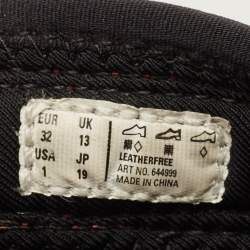 EUR UK
32 13
USA JP
1 19
LEATHERFREE
ART NO. 644999
MADE IN CHINA